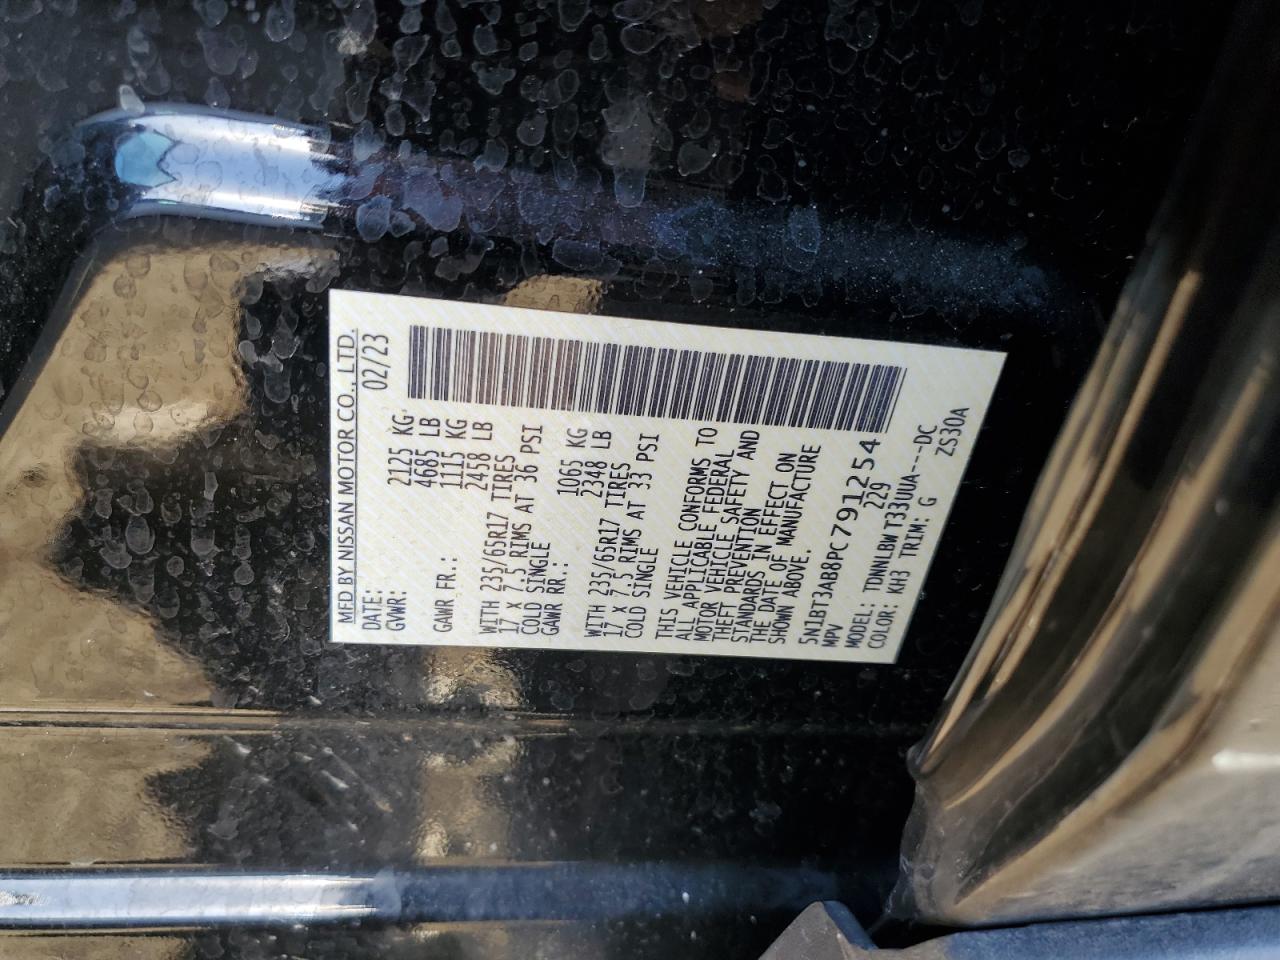 MFD BY NISSAN MOTOR CO., LTD.
DATE: 02/23
GVWR: 2125 KG
4685 LB
GAWR FR.: 1115 KG
2458 LB
WITH 235/65R17 TIRES
17 X 7.5 RIMS AT 36 PSI
COLD SINGLE
GAWR RR.: 1065 KG
2348 LB
WITH 235/65R17 TIRES
17 X 7.5 RIMS AT 33 PSI
COLD SINGLE
THIS VEHICLE CONFORMS TO
ALL APPLICABLE FEDERAL
MOTOR VEHICLE SAFETY AND
THEFT PREVENTION
STANDARDS IN EFFECT ON
THE DATE OF MANUFACTURE
SHOWN ABOVE.
5N1BT3AB8PC791254
MPV 229
MODEL: TDNNLBW T33UUA---DC
COLOR: KH3 TRIM: G ZS30A